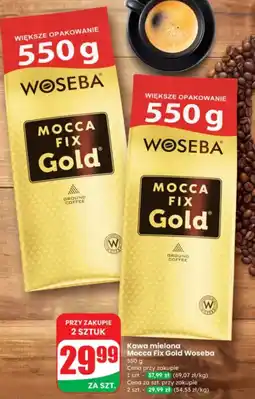 WIĘKSZE OPAKOWANIE
550 g
WOSEBA®
MOCCA
FIX
Gold®
GROUND
COFFEE
W
WIĘKSZE OPAKOWANIE
550 g
WOSEBA®
MOCCA
FIX
Gold®
GROUND
COFFEE
W
PRZY ZAKUPIE
2 SZTUK
29 99
ZA SZT.
Kawa mielona
Mocca Fix Gold Woseba
550 g
Cena przy zakupie
1 szt. - 37,99 zł (69,07 zł/kg)
Cena za szt. przy zakupie
2 szt. - 29,99 zł (54,53 zł/kg)